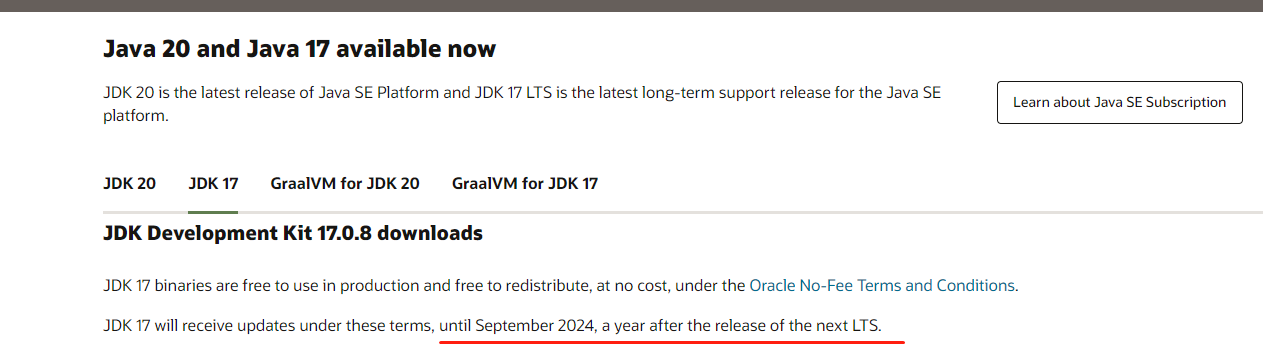 Java 20 and Java 17 available now
JDK 20 is the latest release of Java SE Platform and JDK 17 LTS is the latest long-term support release for the Java SE
platform.
Learn about Java SE Subscription
JDK 20 JDK 17 GraalVM for JDK 20 GraalVM for JDK 17
JDK Development Kit 17.0.8 downloads
JDK 17 binaries are free to use in production and free to redistribute, at no cost, under the Oracle No-Fee Terms and Conditions.
JDK 17 will receive updates under these terms, until September 2024, a year after the release of the next LTS.